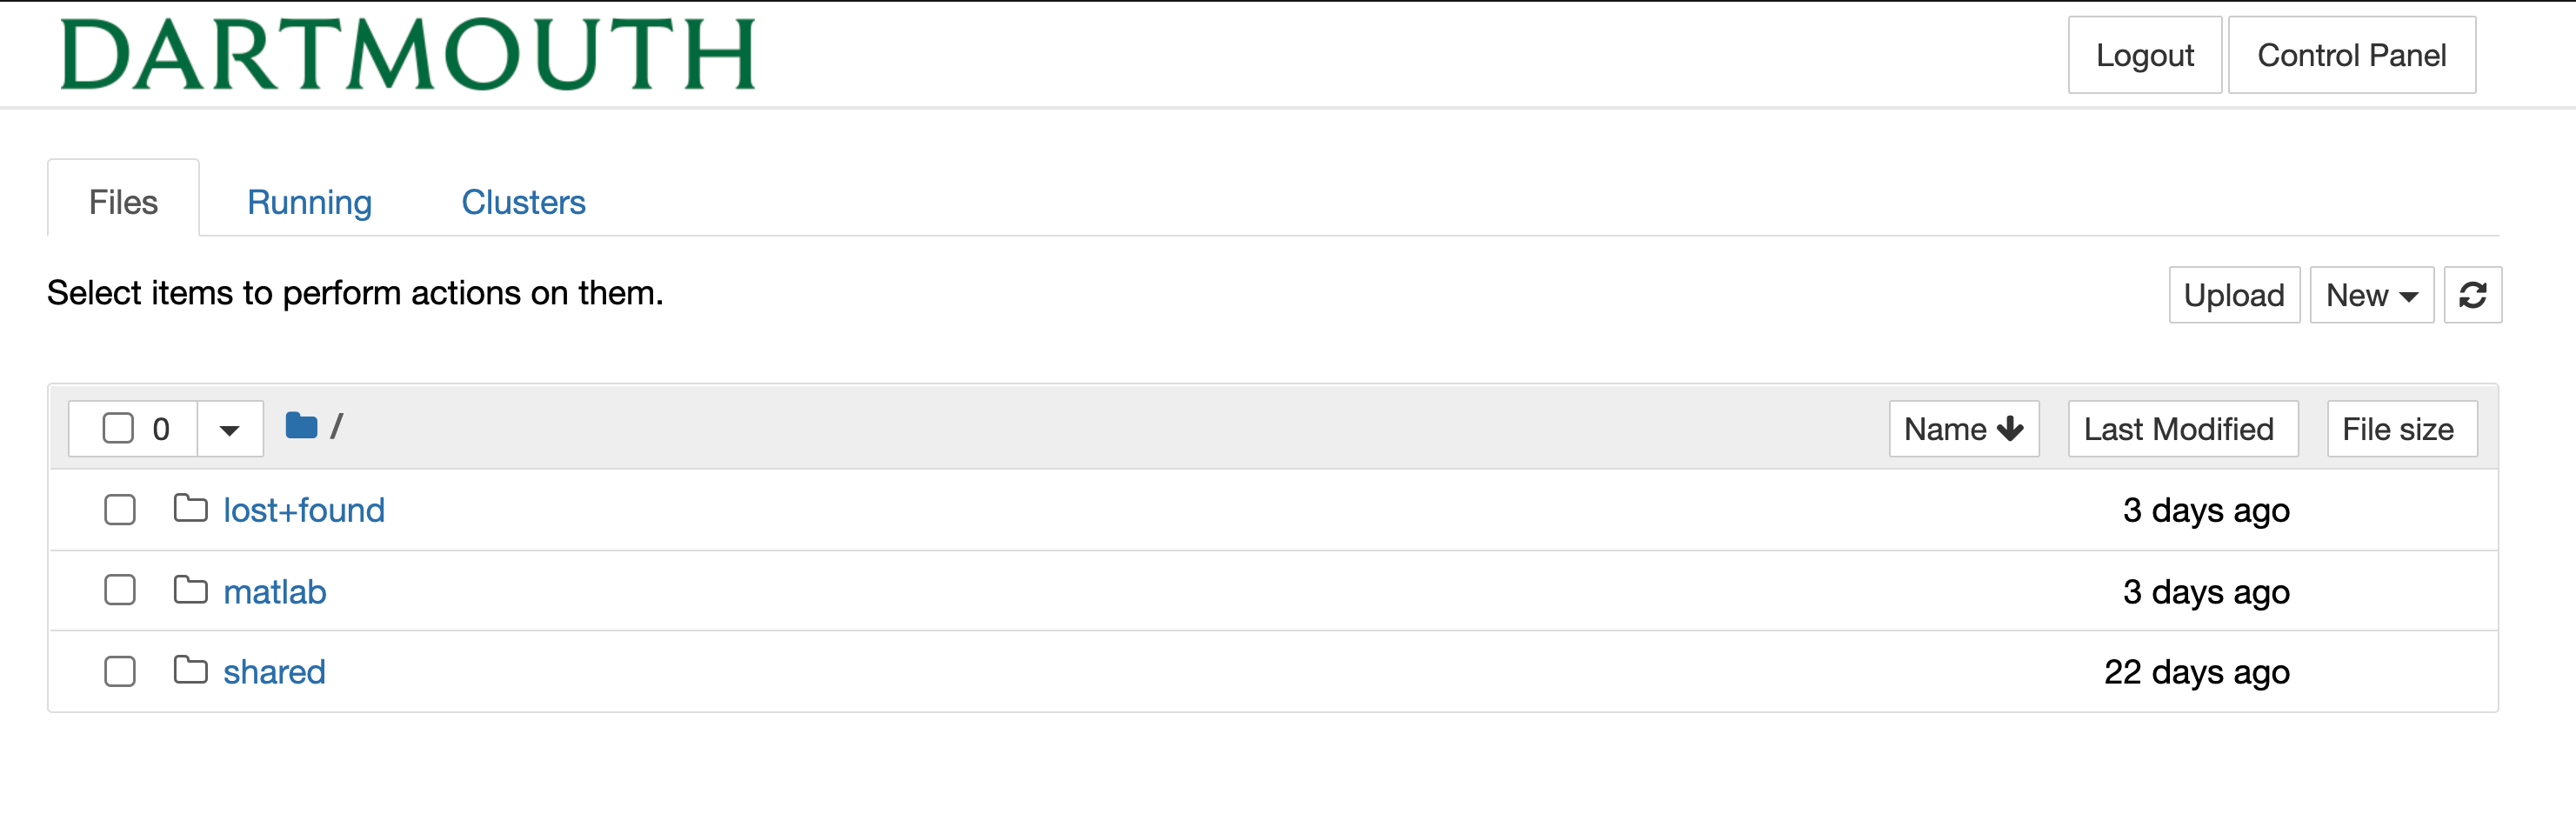 DARTMOUTH
Logout Control Panel
Files Running Clusters
Select items to perform actions on them.
Upload New
0 / Name Last Modified File size
lost+found 3 days ago
matlab 3 days ago
shared 22 days ago